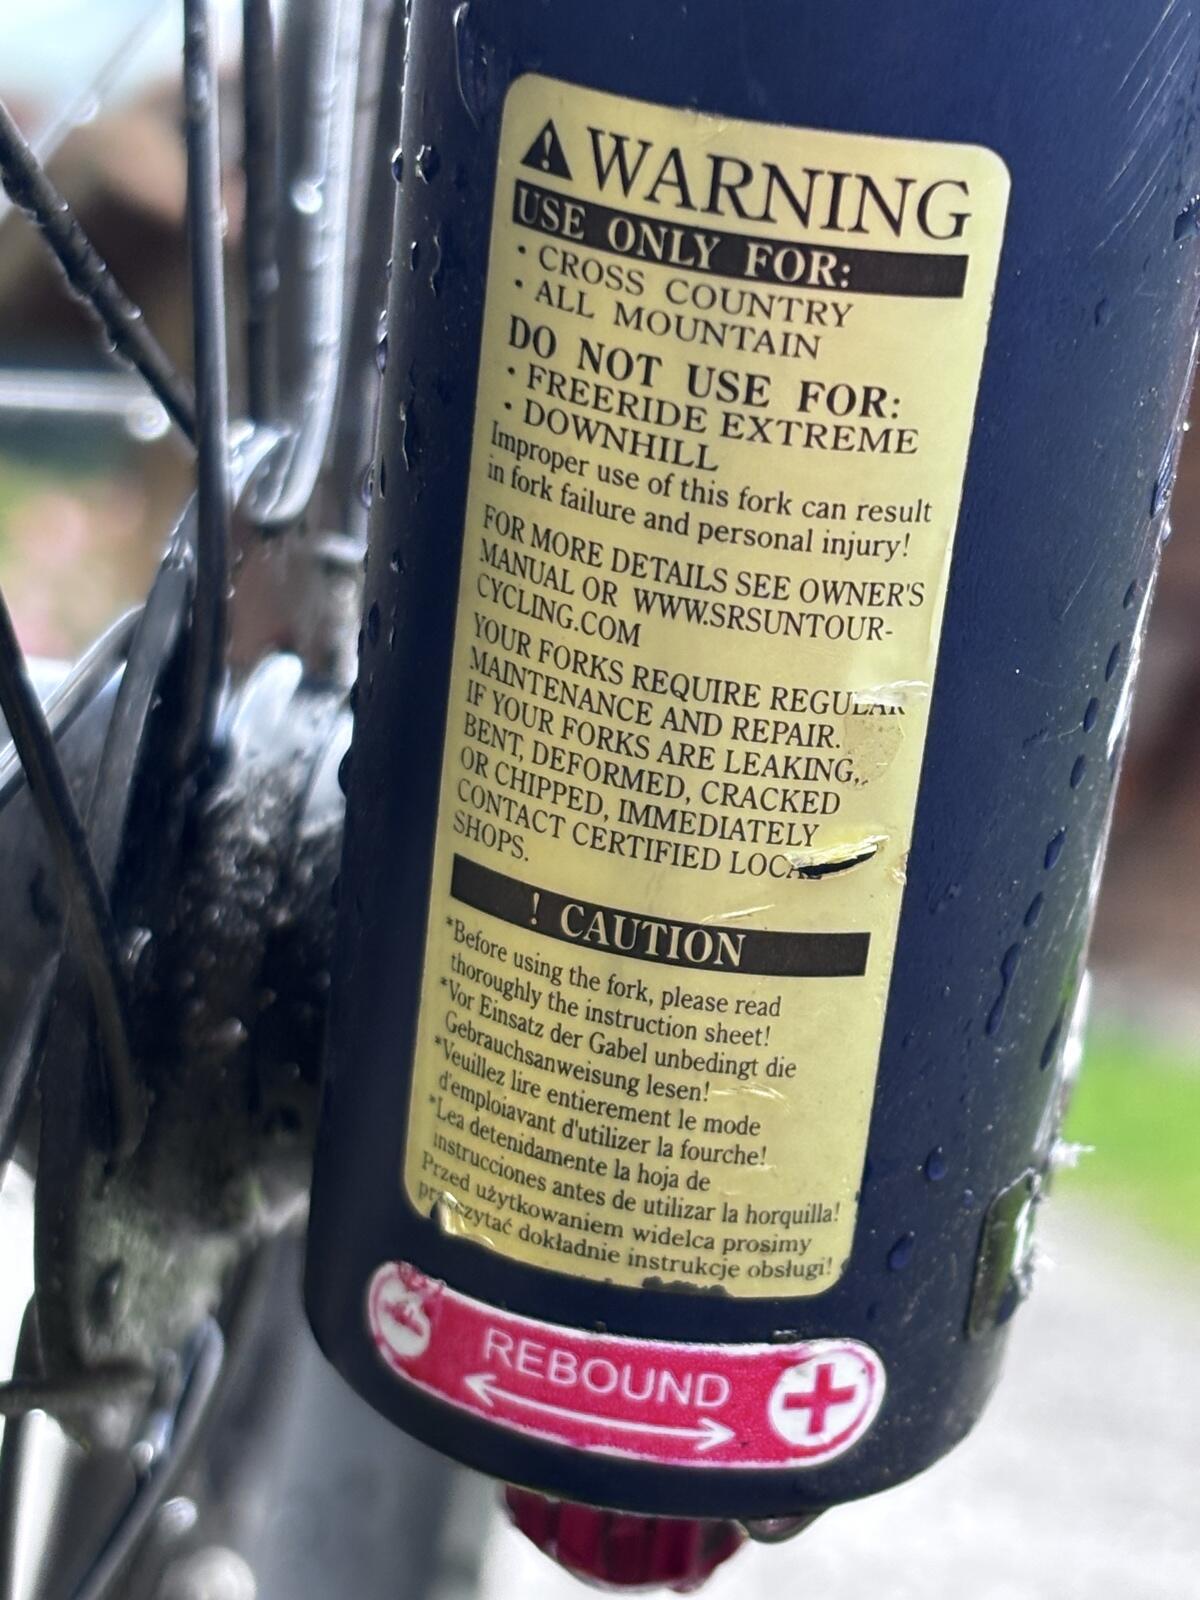 WARNING
USE ONLY FOR:
· CROSS COUNTRY
· ALL MOUNTAIN
DO NOT USE FOR:
· FREERIDE EXTREME
· DOWNHILL
Improper use of this fork can result
in fork failure and personal injury!
FOR MORE DETAILS SEE OWNER'S
MANUAL OR WWW.SRSUNTOUR-
CYCLING.COM
YOUR FORKS REQUIRE REGULAR
MAINTENANCE AND REPAIR.
IF YOUR FORKS ARE LEAKING,
BENT, DEFORMED, CRACKED
OR CHIPPED, IMMEDIATELY
CONTACT CERTIFIED LOCAL
SHOPS.
! CAUTION
*Before using the fork, please read
thoroughly the instruction sheet!
*Vor Einsatz der Gabel unbedingt die
Gebrauchsanweisung lesen!
*Veuillez lire entierement le mode
d'emploiavant d'utilizer la fourche!
*Lea detenidamente la hoja de
instrucciones antes de utilizar la horquilla!
Przed użytkowaniem widelca prosimy
przeczytać dokładnie instrukcje obsługi!
REBOUND +